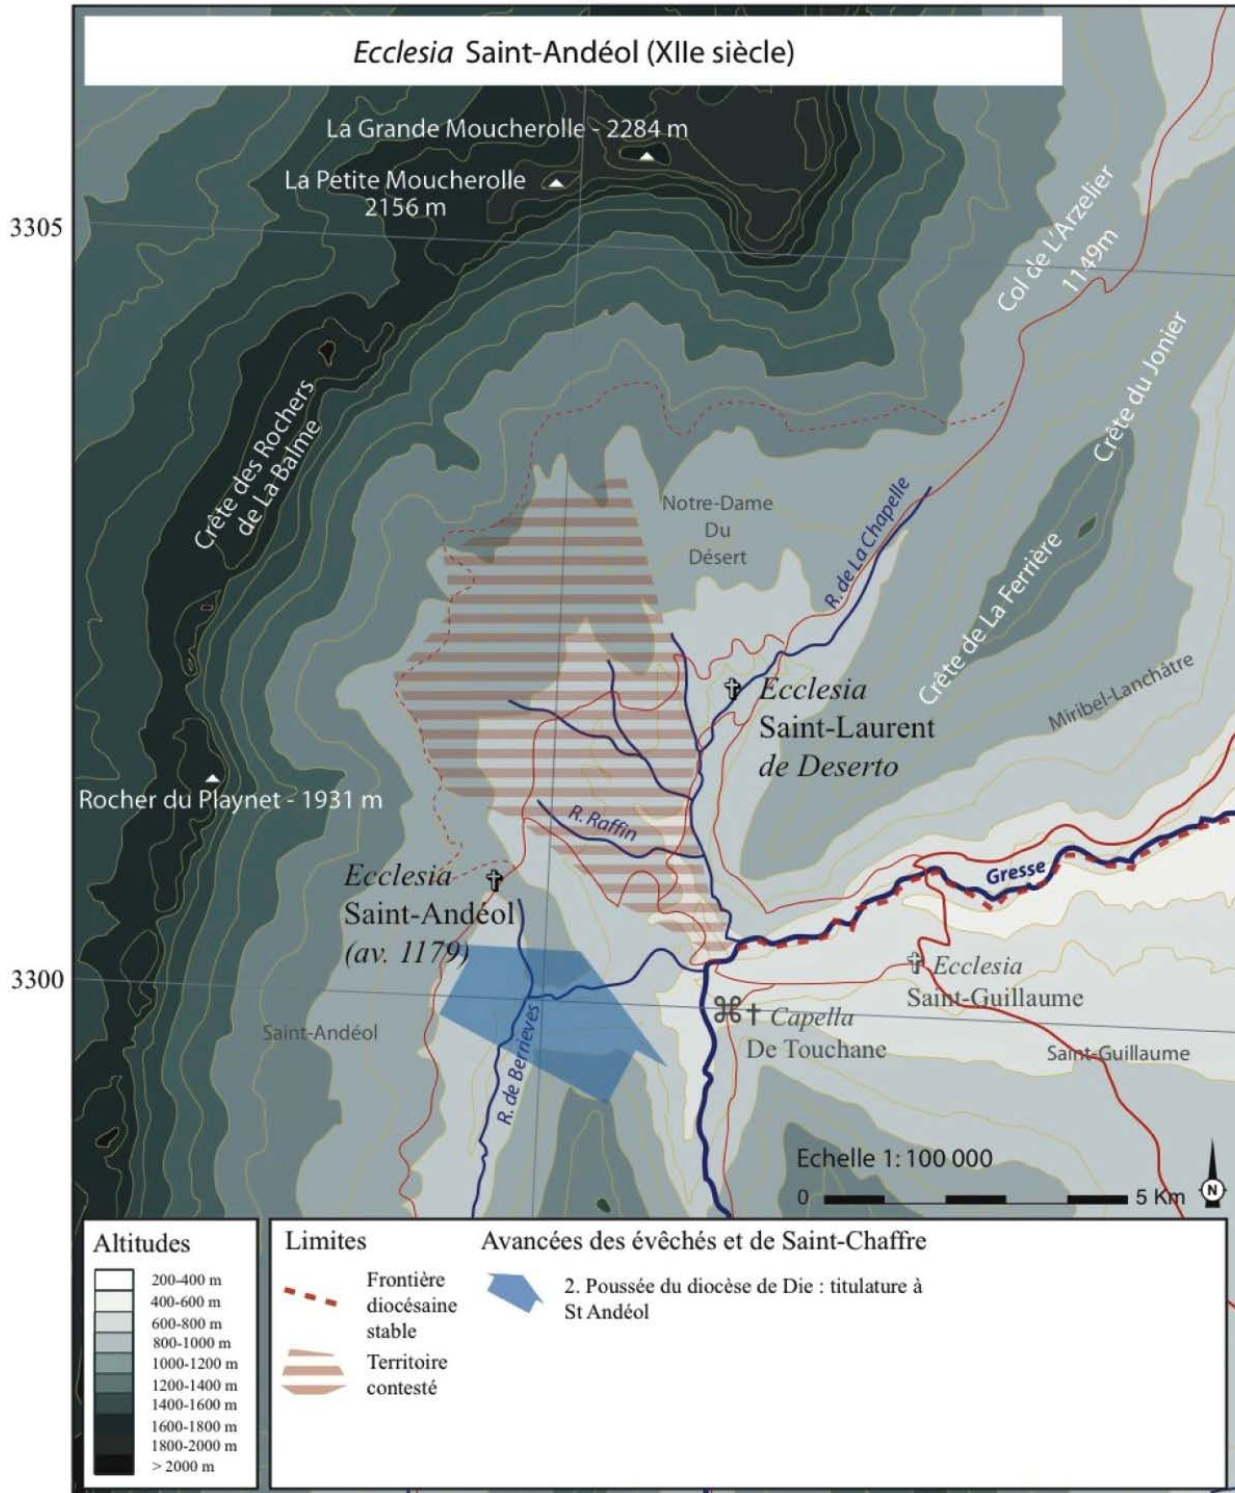 Ecclesia Saint-Andéol (XIIe siècle)
La Grande Moucherolle - 2284 m
La Petite Moucherolle
2156 m
3305
Col de L'Arzelier
1149m
Crête du Jonier
Crête des Rochers
de La Balme
Notre-Dame
Du
Désert
R. de La Chapelle
Crête de La Ferrière
Miribel-Lanchâtre
Ecclesia
Saint-Laurent
de Deserto
Rocher du Playnet - 1931 m
R. Raffin
Gresse
Ecclesia
Saint-Andéol
(av. 1179)
3300
Ecclesia
Saint-Guillaume
Saint-Andéol
R. de Berrieves
Capella
De Touchane
Saint-Guillaume
Echelle 1: 100 000
0 5 Km
N
Altitudes
200-400 m
400-600 m
600-800 m
800-1000 m
1000-1200 m
1200-1400 m
1400-1600 m
1600-1800 m
1800-2000 m
> 2000 m
Limites
Frontière
diocésaine
stable
Territoire
contesté
Avancées des évêchés et de Saint-Chaffre
2. Poussée du diocèse de Die : titulature à
St Andéol